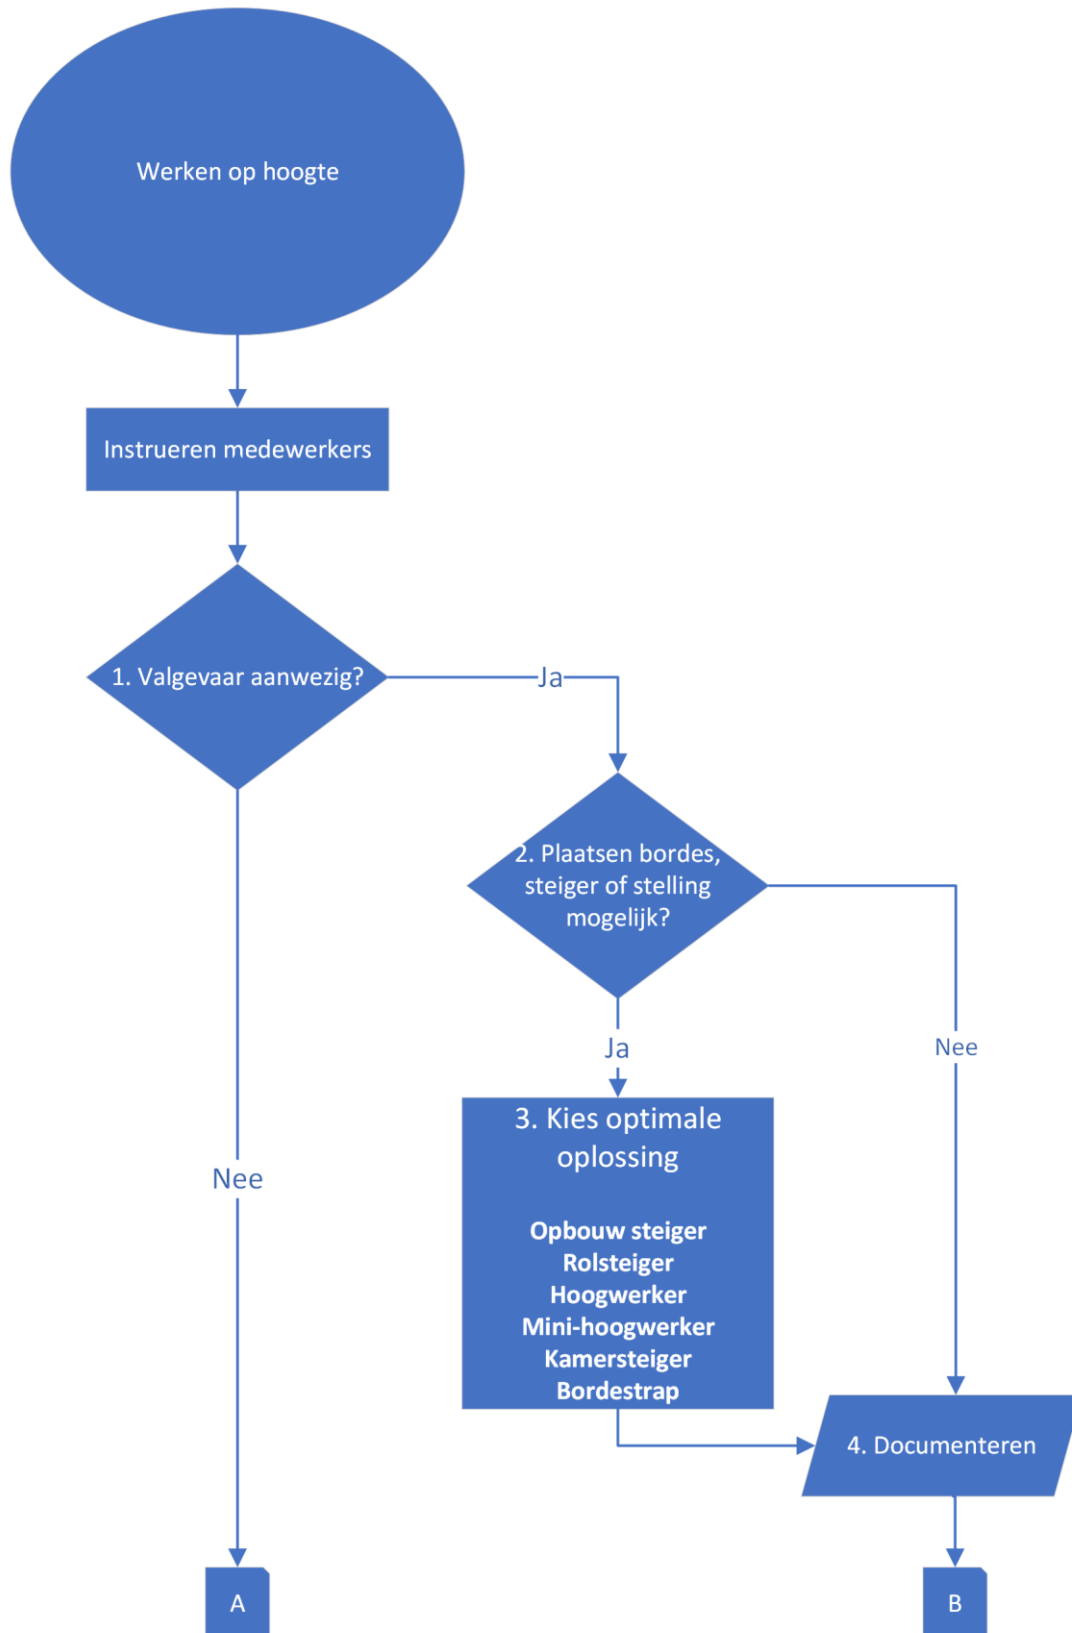 Werken op hoogte
Instrueren medewerkers
1. Valgevaar aanwezig?
Ja
2. Plaatsen bordes,
steiger of stelling
mogelijk?
Ja
Nee
3. Kies optimale
oplossing
Opbouw steiger
Rolsteiger
Hoogwerker
Mini-hoogwerker
Kamersteiger
Bordestrap
Nee
4. Documenteren
A
B